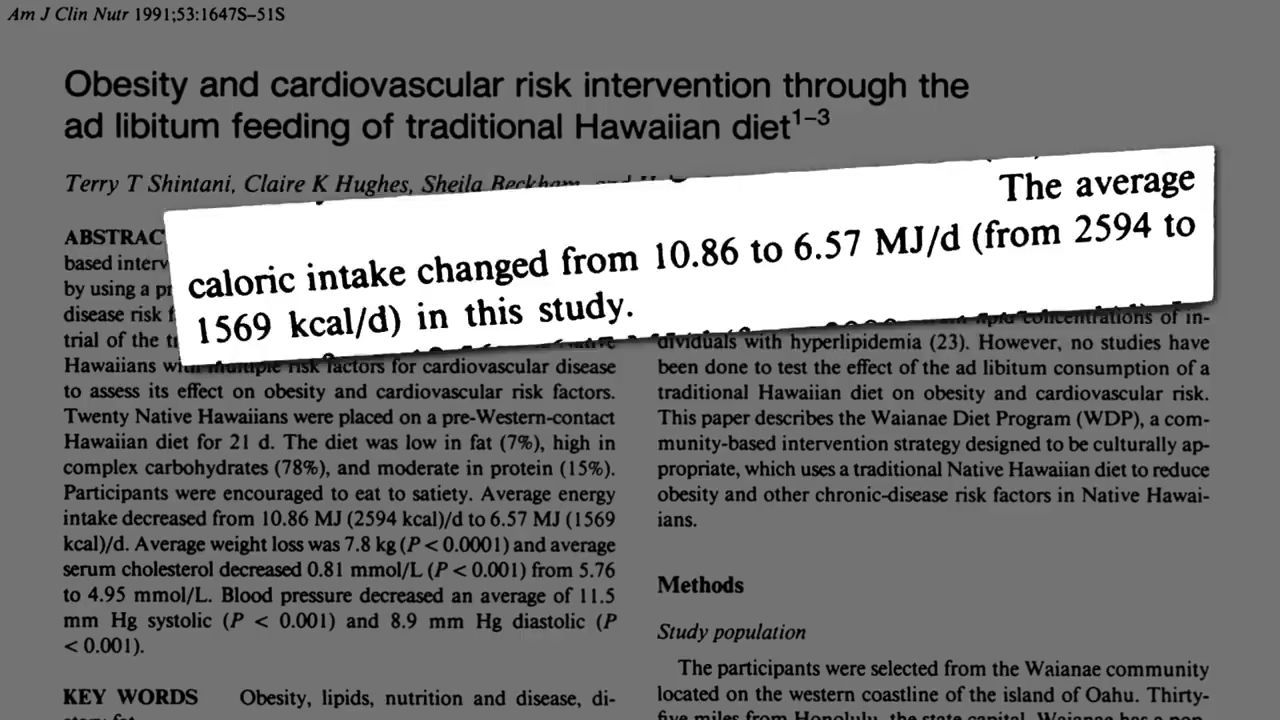 Am J Clin Nutr 1991;53:1647S–51S
Obesity and cardiovascular risk intervention through the
ad libitum feeding of traditional Hawaiian diet1–3
Terry T Shintani, Claire K Hughes, Sheila Beckham, and
The average
caloric intake changed from 10.86 to 6.57 MJ/d (from 2594 to
1569 kcal/d) in this study.
based
by using a
disease risk
trial of the
Hawaiians with multiple risk factors for cardiovascular disease
to assess its effect on obesity and cardiovascular risk factors.
Twenty Native Hawaiians were placed on a pre-Western-contact
Hawaiian diet for 21 d. The diet was low in fat (7%), high in
complex carbohydrates (78%), and moderate in protein (15%).
Participants were encouraged to eat to satiety. Average energy
intake decreased from 10.86 MJ (2594 kcal)/d to 6.57 MJ (1569
kcal)/d. Average weight loss was 7.8 kg (P < 0.0001) and average
serum cholesterol decreased 0.81 mmol/L (P < 0.001) from 5.76
to 4.95 mmol/L. Blood pressure decreased an average of 11.5
mm Hg systolic (P < 0.001) and 8.9 mm Hg diastolic (P
< 0.001).
KEY WORDS Obesity, lipids, nutrition and disease, di-
lipid concentrations of in-
dividuals with hyperlipidemia (23). However, no studies have
been done to test the effect of the ad libitum consumption of a
traditional Hawaiian diet on obesity and cardiovascular risk.
This paper describes the Waianae Diet Program (WDP), a com-
munity-based intervention strategy designed to be culturally ap-
propriate, which uses a traditional Native Hawaiian diet to reduce
obesity and other chronic-disease risk factors in Native Hawai-
ians.
Methods
Study population
The participants were selected from the Waianae community
located on the western coastline of the island of Oahu. Thirty-
five miles from Honolulu, the state capital, Waianae has a pop-